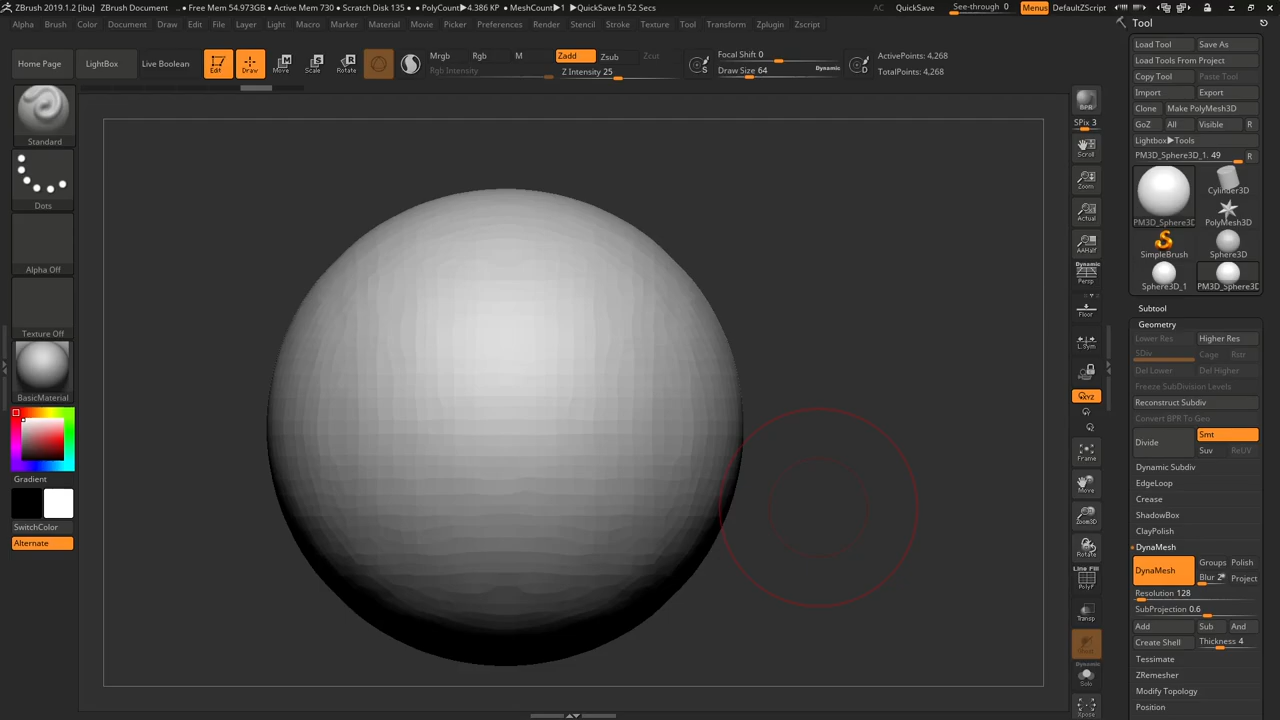 ZBrush 2019.1.2 [ibu] ZBrush Document .. ● Free Mem 54.973GB ● Active Mem 730 ● Scratch Disk 135 ● PolyCount▶4.386 KP ● MeshCount▶1 ▶QuickSave In 52 Secs AC QuickSave See-through 0 Menus DefaultZScript
Alpha Brush Color Document Draw Edit File Layer Light Macro Marker Material Movie Picker Preferences Render Stencil Stroke Texture Tool Transform Zplugin Zscript
Home Page LightBox Live Boolean Edit Draw Move Scale Rotate
Mrgb Rgb M Zadd Zsub Zcut
Rgb Intensity Z Intensity 25
S Focal Shift 0
Draw Size 64 Dynamic
D ActivePoints: 4,268
TotalPoints: 4,268
Standard
Dots
Alpha Off
Texture Off
BasicMaterial
Gradient
SwitchColor
Alternate
BPR
SPix 3
Scroll
Zoom
Actual
AAHalf
Dynamic
Persp
Floor
L.Sym
XYZ
Frame
Move
Zoom3D
Rotate
Line Fill
PolyF
Transp
Dynamic
Solo
Xpose
Tool
Load Tool Save As
Load Tools From Project
Copy Tool Paste Tool
Import Export
Clone Make PolyMesh3D
GoZ All Visible R
Lightbox▶Tools
PM3D_Sphere3D_1. 49 R
PM3D_Sphere3D Cylinder3D
PolyMesh3D
SimpleBrush Sphere3D
Sphere3D_1 PM3D_Sphere3D
Subtool
Geometry
Lower Res Higher Res
SDiv Cage Rstr
Del Lower Del Higher
Freeze SubDivision Levels
Reconstruct Subdiv
Convert BPR To Geo
Divide Smt
Suv ReUV
Dynamic Subdiv
EdgeLoop
Crease
ShadowBox
ClayPolish
DynaMesh
DynaMesh Groups Polish
Blur 2 Project
Resolution 128
SubProjection 0.6
Add Sub And
Create Shell Thickness 4
Tessimate
ZRemesher
Modify Topology
Position